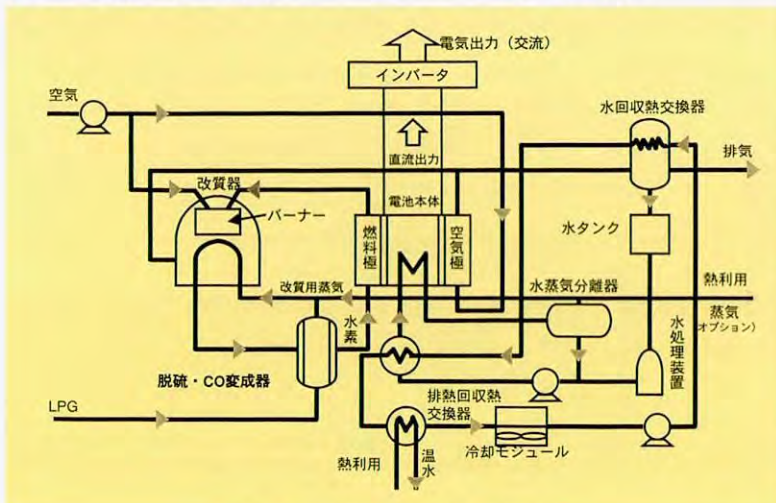 電気出力（交流）
インバータ
空気
水回収熱交換器
直流出力
排気
改質器
バーナー
電池本体
燃料極
空気極
水タンク
改質用蒸気
水蒸気分離器
熱利用
蒸気
オプション）
水素
水処理装置
脱硫・CO変成器
LPG
排熱回収熱
交換器
冷却モジュール
熱利用
温水